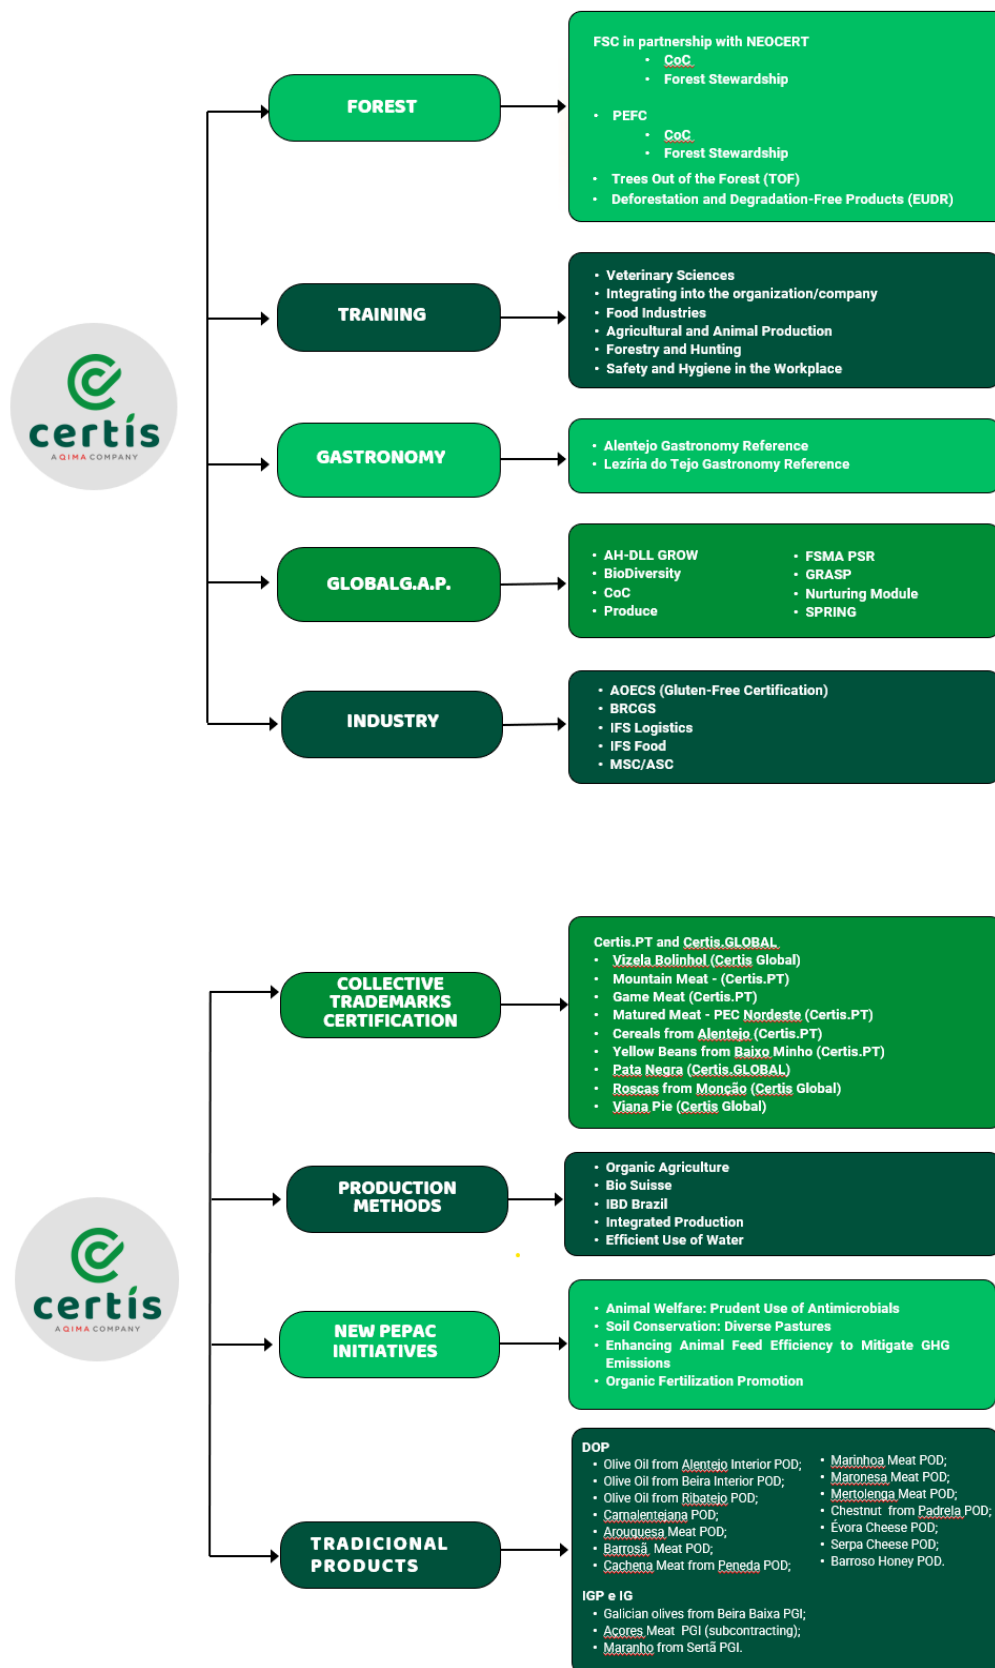 FOREST
FSC in partnership with NEOCERT
• CoC
• Forest Stewardship
• PEFC
• CoC
• Forest Stewardship
• Trees Out of the Forest (TOF)
• Deforestation and Degradation-Free Products (EUDR)
TRAINING
• Veterinary Sciences
• Integrating into the organization/company
• Food Industries
• Agricultural and Animal Production
• Forestry and Hunting
• Safety and Hygiene in the Workplace
certis
A QIMA COMPANY
GASTRONOMY
• Alentejo Gastronomy Reference
• Lezíria do Tejo Gastronomy Reference
GLOBALG.A.P.
• AH-DLL GROW
• BioDiversity
• CoC
• Produce
• FSMA PSR
• GRASP
• Nurturing Module
• SPRING
INDUSTRY
• AOECS (Gluten-Free Certification)
• BRCGS
• IFS Logistics
• IFS Food
• MSC/ASC
COLLECTIVE
TRADEMARKS
CERTIFICATION
Certis.PT and Certis.GLOBAL
• Vizela Bolinhol (Certis Global)
• Mountain Meat - (Certis.PT)
• Game Meat (Certis.PT)
• Matured Meat - PEC Nordeste (Certis.PT)
• Cereals from Alentejo (Certis.PT)
• Yellow Beans from Baixo Minho (Certis.PT)
• Pata Negra (Certis.GLOBAL)
• Roscas from Monção (Certis Global)
• Viana Pie (Certis Global)
PRODUCTION
METHODS
• Organic Agriculture
• Bio Suisse
• IBD Brazil
• Integrated Production
• Efficient Use of Water
certis
A QIMA COMPANY
NEW PEPAC
INITIATIVES
• Animal Welfare: Prudent Use of Antimicrobials
• Soil Conservation: Diverse Pastures
• Enhancing Animal Feed Efficiency to Mitigate GHG
Emissions
• Organic Fertilization Promotion
TRADICIONAL
PRODUCTS
DOP
• Olive Oil from Alentejo Interior POD;
• Olive Oil from Beira Interior POD;
• Olive Oil from Ribatejo POD;
• Carnalentejana POD;
• Arouquesa Meat POD;
• Barrosã Meat POD;
• Cachena Meat from Peneda POD;
• Marinhoa Meat POD;
• Maronesa Meat POD;
• Mertolenga Meat POD;
• Chestnut from Padrela POD;
• Évora Cheese POD;
• Serpa Cheese POD;
• Barroso Honey POD.
IGP e IG
• Galician olives from Beira Baixa PGI;
• Açores Meat PGI (subcontracting);
• Maranho from Sertã PGI.